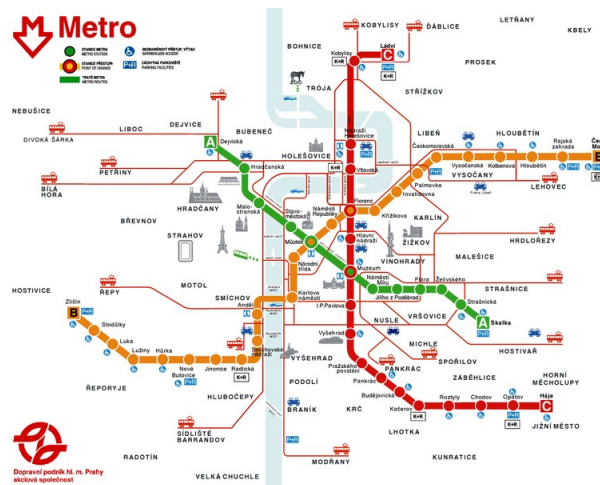 Metro
STANICE METRA
METRO STATION
STANICE PŘESTUPU
POINT OF CHANGE
TRATĚ METRA
METRO ROUTES
BEZBARIÉROVÝ PŘÍSTUP, VÝTAH
BARRIERLESS ACCESS
P+R
ZÁCHYTNÁ PARKOVIŠTĚ
PARKING FACILITIES
KOBYLISY
ĎÁBLICE
LETŇANY
KBELY
BOHNICE
Kobylisy
Ládví
C
K+R
PROSEK
ZOO
TRÓJA
STŘÍŽKOV
NEBUŠICE
DEJVICE
LIBOC
BUBENEČ
DIVOKA ŠÁRKA
A
Dejvická
Nádraží
Holešovice
LIBEŇ
HLOUBĚTÍN
Českomoravská
Rajská
zahrada
B
PETŘINY
Hradčanská
HOLEŠOVICE
K+R
Vltavská
Vysočanská
Kolbenova
Hloubětín
VYSOČANY
Palmovka
Invalidovna
LEHOVEC
BÍLÁ
HORA
HRADČANY
Malo-
stranská
Staro-
městská
Náměstí
Republiky
Florenc
Křižíkova
KARLÍN
BŘEVNOV
STRAHOV
Můstek
Hlavní
nádraží
ŽIŽKOV
HRDLOŘEZY
VINOHRADY
MALEŠICE
Národní
třída
Muzeum
Náměstí
Míru
Flora
Želivského
STRAŠNICE
HOSTIVICE
MOTOL
ŘEPY
SMÍCHOV
Karlovo
náměstí
Jiřího z Poděbrad
Strašnická
Zličín
B
P+R
Anděl
I.P.Pavlova
VRŠOVICE
A
Skalka
NUSLE
Stodůlky
Luka
Lužiny
Hůrka
Nové
Butovice
Jinonice
Radlická
K+R
Smíchovské
nádraží
Vyšehrad
VYŠEHRAD
MICHLE
HOSTIVAŘ
SPOŘILOV
PANKRÁC
Pražského
povstání
Pankrác
Budějovická
Kačerov
K+R
ZÁBĚHLICE
HORNÍ
MĚCHOLUPY
ŘEPORYJE
PODOLÍ
HLUBOČEPY
Roztyly
Chodov
Opatov
P+R
K+R
Háje
C
BRANÍK
KRČ
JIŽNÍ MĚSTO
SÍDLIŠTĚ
BARRANDOV
LHOTKA
RADOTÍN
MODŘANY
KUNRATICE
VELKÁ CHUCHLE
Dopravní podnik hl. m. Prahy
akciová společnost